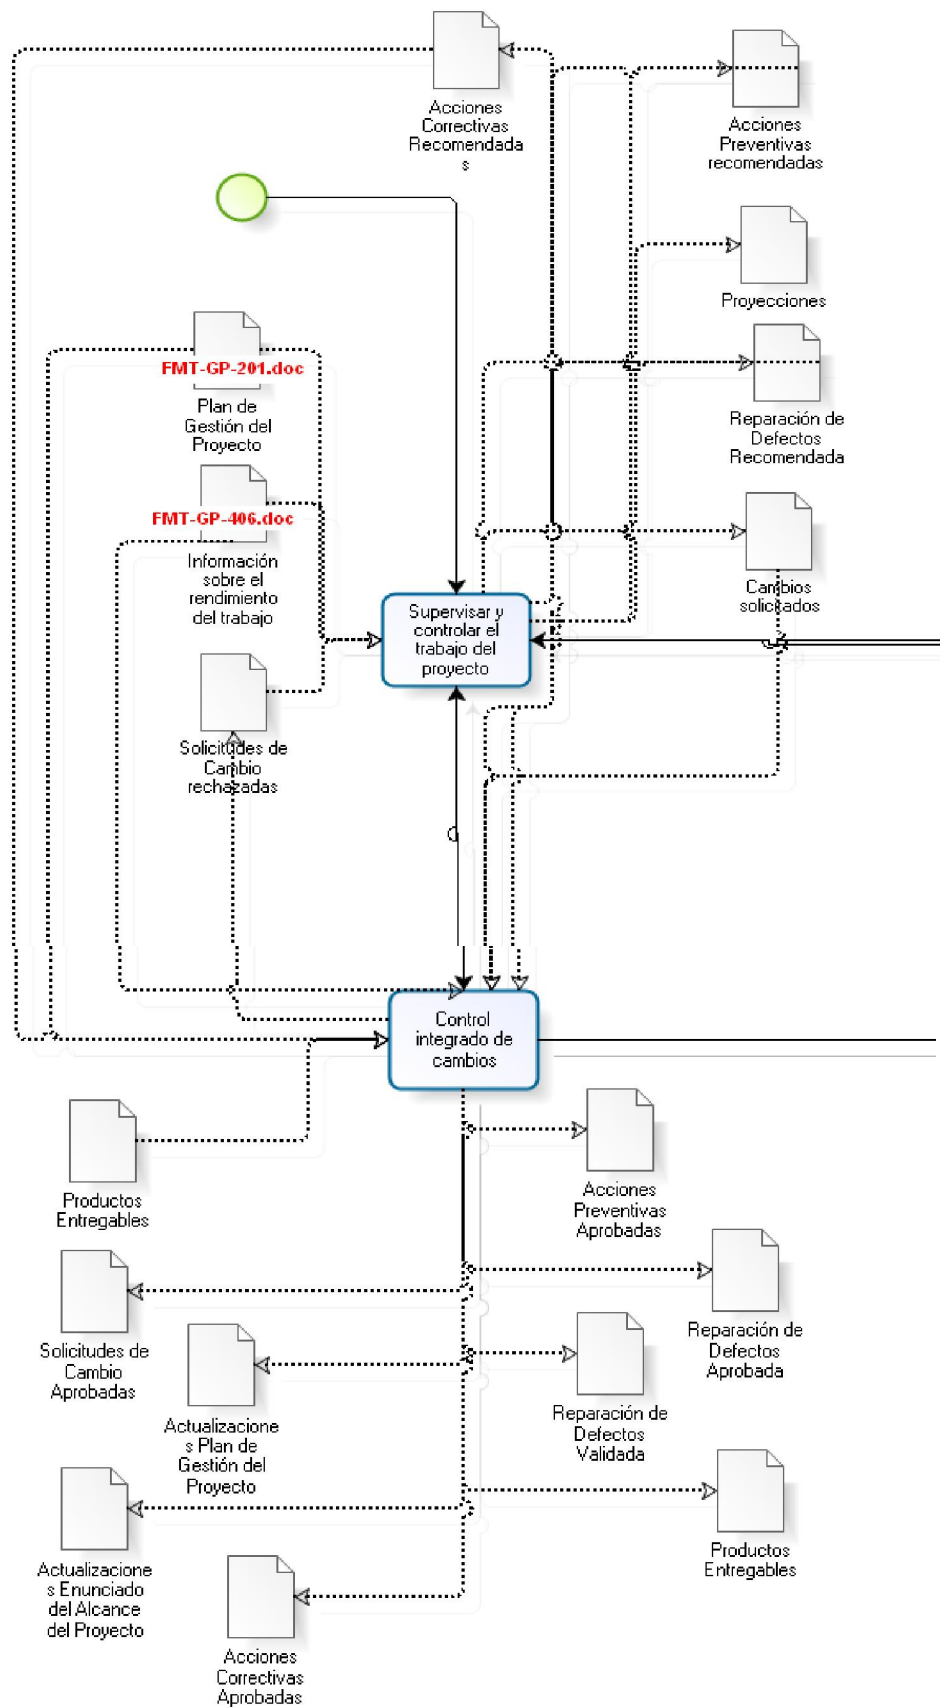 Acciones
Correctivas
Recomendada
s
Acciones
Preventivas
recomendadas
Proyecciones
FMT-GP-201.doc
Plan de
Gestión del
Proyecto
Reparación de
Defectos
Recomendada
FMT-GP-406.doc
Información
sobre el
rendimiento
del trabajo
Cambios
solicitados
Supervisar y
controlar el
trabajo del
proyecto
Solicitudes de
Cambio
rechazadas
Control
integrado de
cambios
Productos
Entregables
Acciones
Preventivas
Aprobadas
Solicitudes de
Cambio
Aprobadas
Reparación de
Defectos
Aprobada
Actualizacione
s Plan de
Gestión del
Proyecto
Reparación de
Defectos
Validada
Actualizacione
s Enunciado
del Alcance
del Proyecto
Productos
Entregables
Acciones
Correctivas
Aprobadas